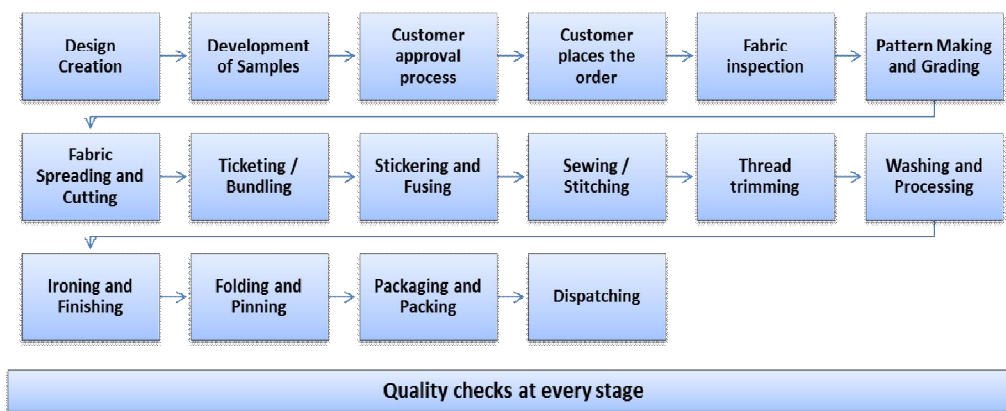 Design
Creation
Development
of Samples
Customer
approval
process
Customer
places the
order
Fabric
inspection
Pattern Making
and Grading
Fabric
Spreading and
Cutting
Ticketing /
Bundling
Stickering and
Fusing
Sewing /
Stitching
Thread
trimming
Washing and
Processing
Ironing and
Finishing
Folding and
Pinning
Packaging and
Packing
Dispatching
Quality checks at every stage